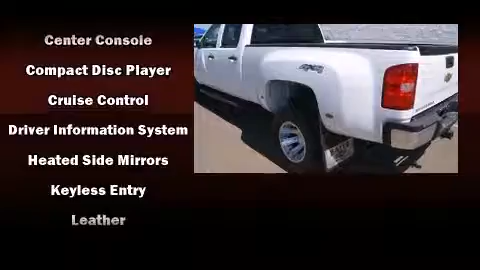 Center Console
Compact Disc Player
Cruise Control
Driver Information System
Heated Side Mirrors
Keyless Entry
Leather
4X4